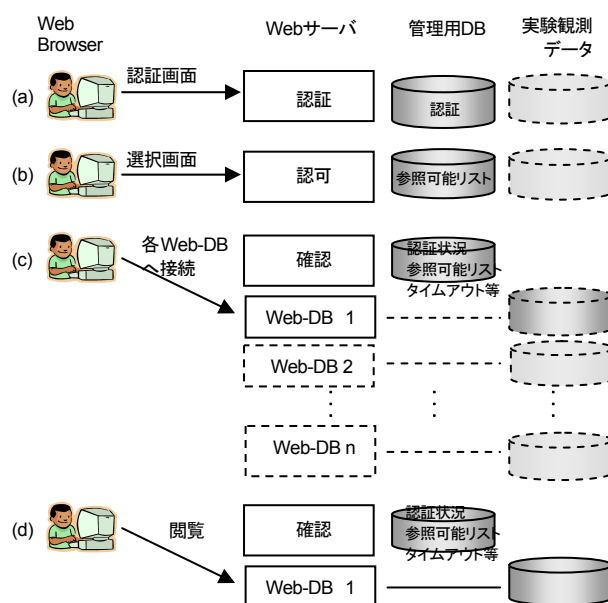 Web
Browser
Webサーバ
管理用DB
実験観測
データ
(a)
認証画面
認証
認証
(b)
選択画面
認可
参照可能リスト
(c)
各Web-DB
へ接続
確認
認証状況
参照可能リスト
タイムアウト等
Web-DB 1
Web-DB 2
Web-DB n
(d)
閲覧
確認
認証状況
参照可能リスト
タイムアウト等
Web-DB 1